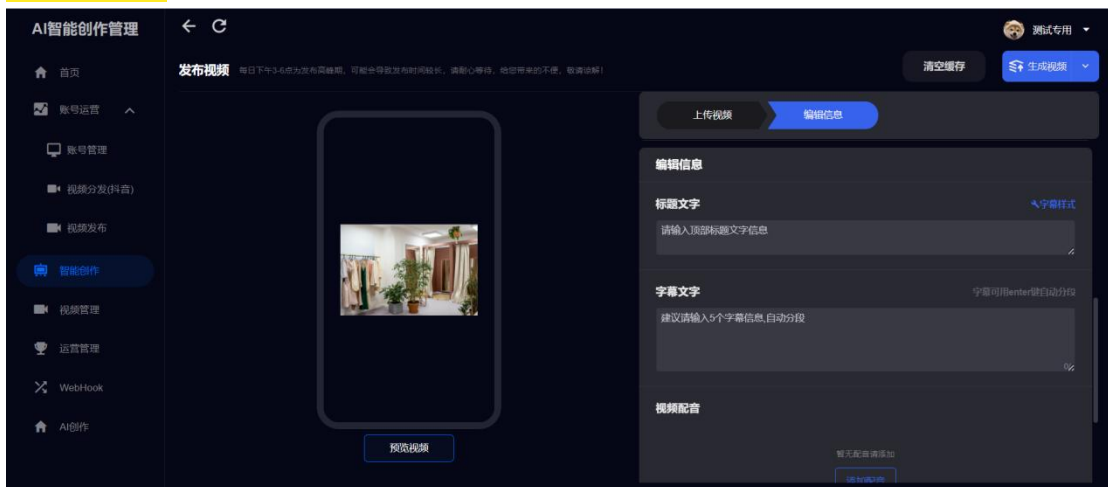 AI智能创作管理
测试专用
首页
账号运营
账号管理
视频分发(抖音)
视频发布
智能创作
视频管理
运营管理
WebHook
AI创作
发布视频 每日下午3-6点为发布高峰期，可能会导致发布时间较长，请耐心等待，给您带来的不便，敬请谅解！
清空缓存
生成视频
预览视频
上传视频
编辑信息
编辑信息
标题文字
字幕样式
请输入顶部标题文字信息
字幕文字
字幕可用enter键自动分段
建议请输入5个字幕信息,自动分段
视频配音
暂无配音请添加
添加配音